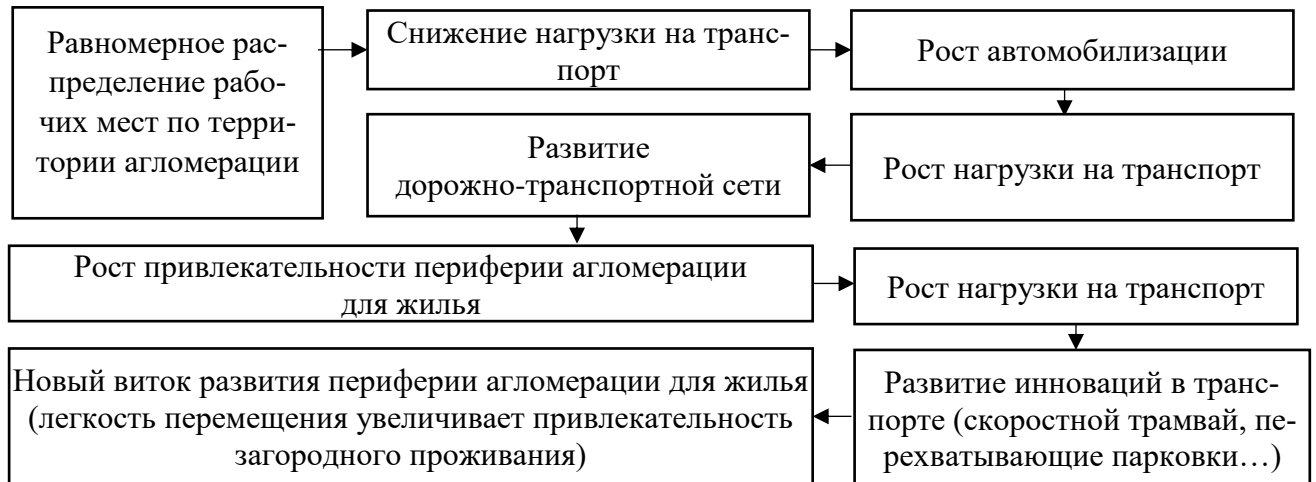 Равномерное рас-
пределение рабо-
чих мест по терри-
тории агломерации
Снижение нагрузки на транс-
порт
Рост автомобилизации
Развитие
дорожно-транспортной сети
Рост нагрузки на транспорт
Рост привлекательности периферии агломерации
для жилья
Рост нагрузки на транспорт
Новый виток развития периферии агломерации для жилья
(легкость перемещения увеличивает привлекательность
загородного проживания)
Развитие инноваций в транс-
порте (скоростной трамвай, пе-
рехватывающие парковки…)